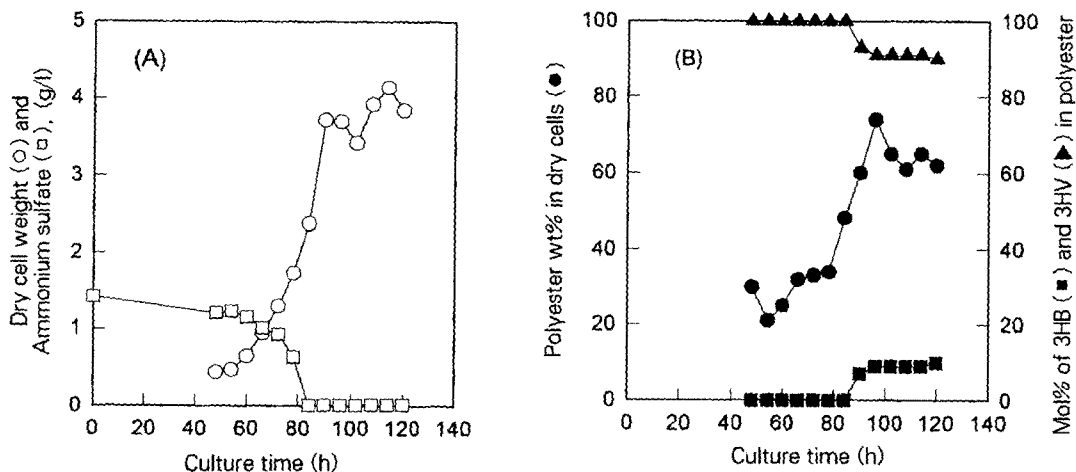 (A)
Dry cell weight (○) and
Ammonium sulfate (□), (g/l)
5
4
3
2
1
0
0 20 40 60 80 100 120 140
Culture time (h)
(B)
Polyester wt% in dry cells (●)
100
80
60
40
20
0
0 20 40 60 80 100 120 140
Culture time (h)
100
80
60
40
20
0
Mol% of 3HB (■) and 3HV (▲) in polyester